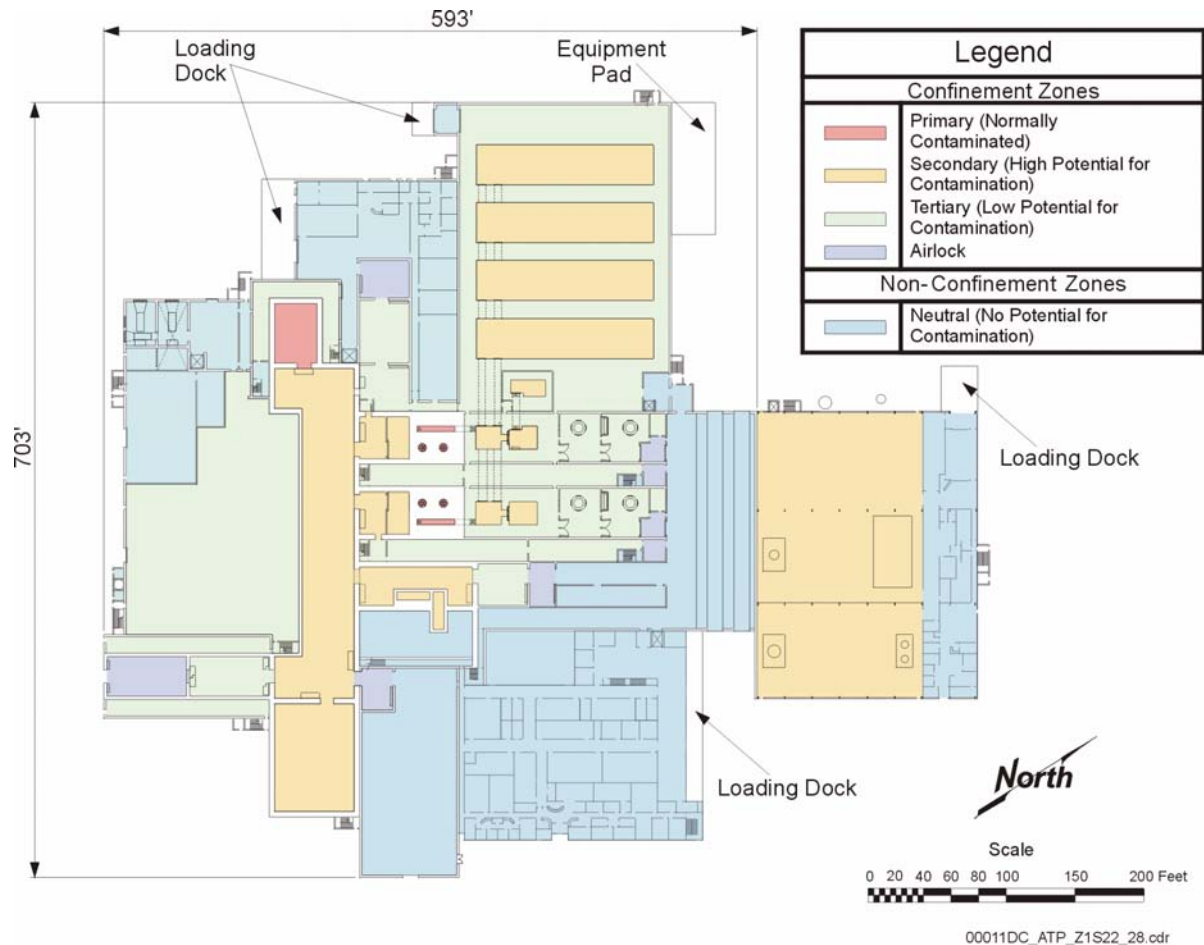 593'
Loading
Dock
Equipment
Pad
703'
Legend
Confinement Zones
Primary (Normally
Contaminated)
Secondary (High Potential for
Contamination)
Tertiary (Low Potential for
Contamination)
Airlock
Non-Confinement Zones
Neutral (No Potential for
Contamination)
Loading Dock
Loading Dock
North
Scale
0 20 40 60 80 100 150 200 Feet
00011DC_ATP_Z1S22_28.cdr